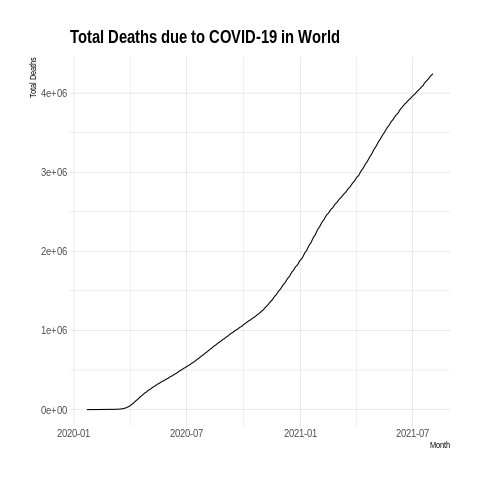 Total Deaths due to COVID-19 in World
Total Deaths
4e+06
3e+06
2e+06
1e+06
0e+00
2020-01 2020-07 2021-01 2021-07
Month